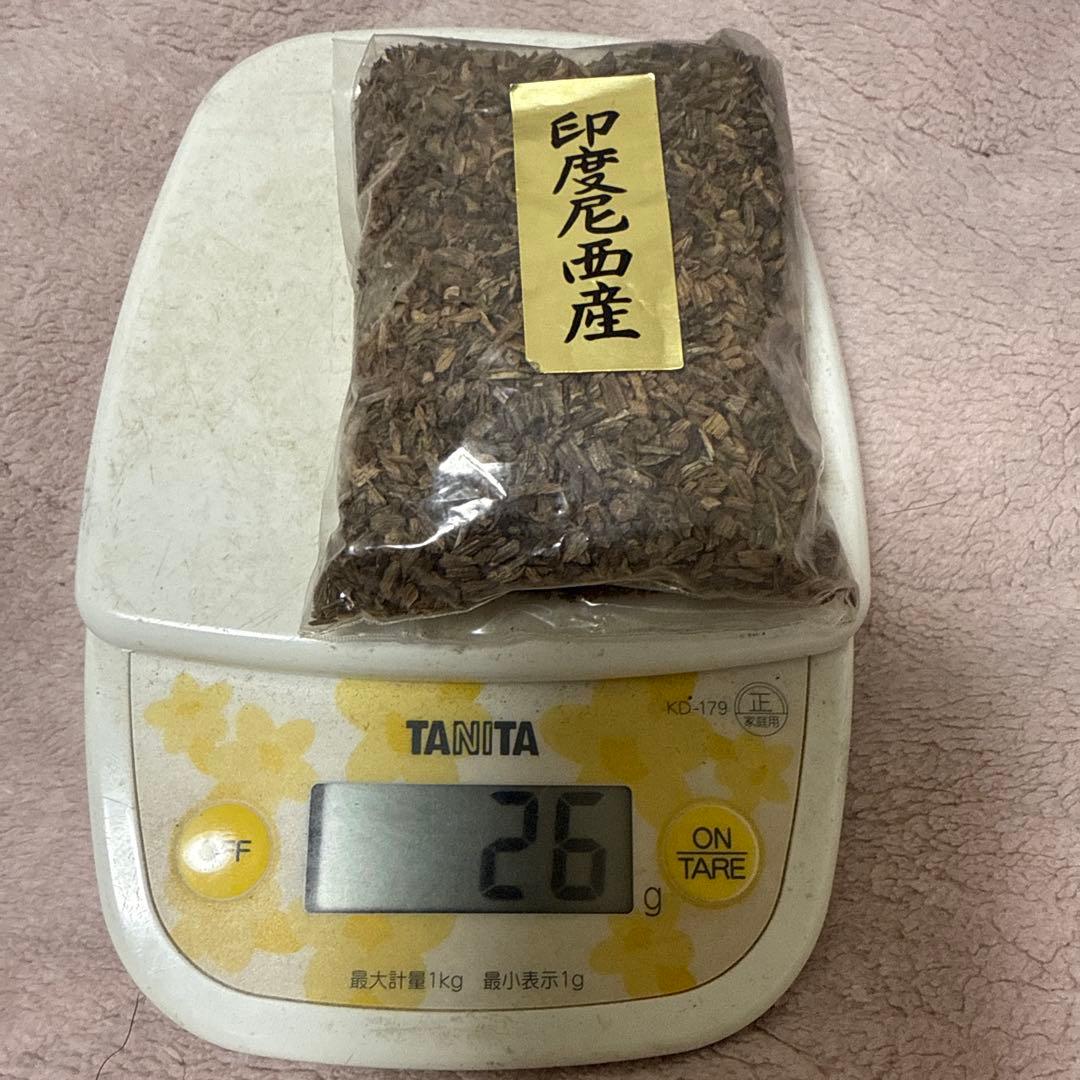 印度尼西産
KD-179
正
家庭用
TANITA
OFF
26 g
ON
TARE
最大計量1kg 最小表示1g